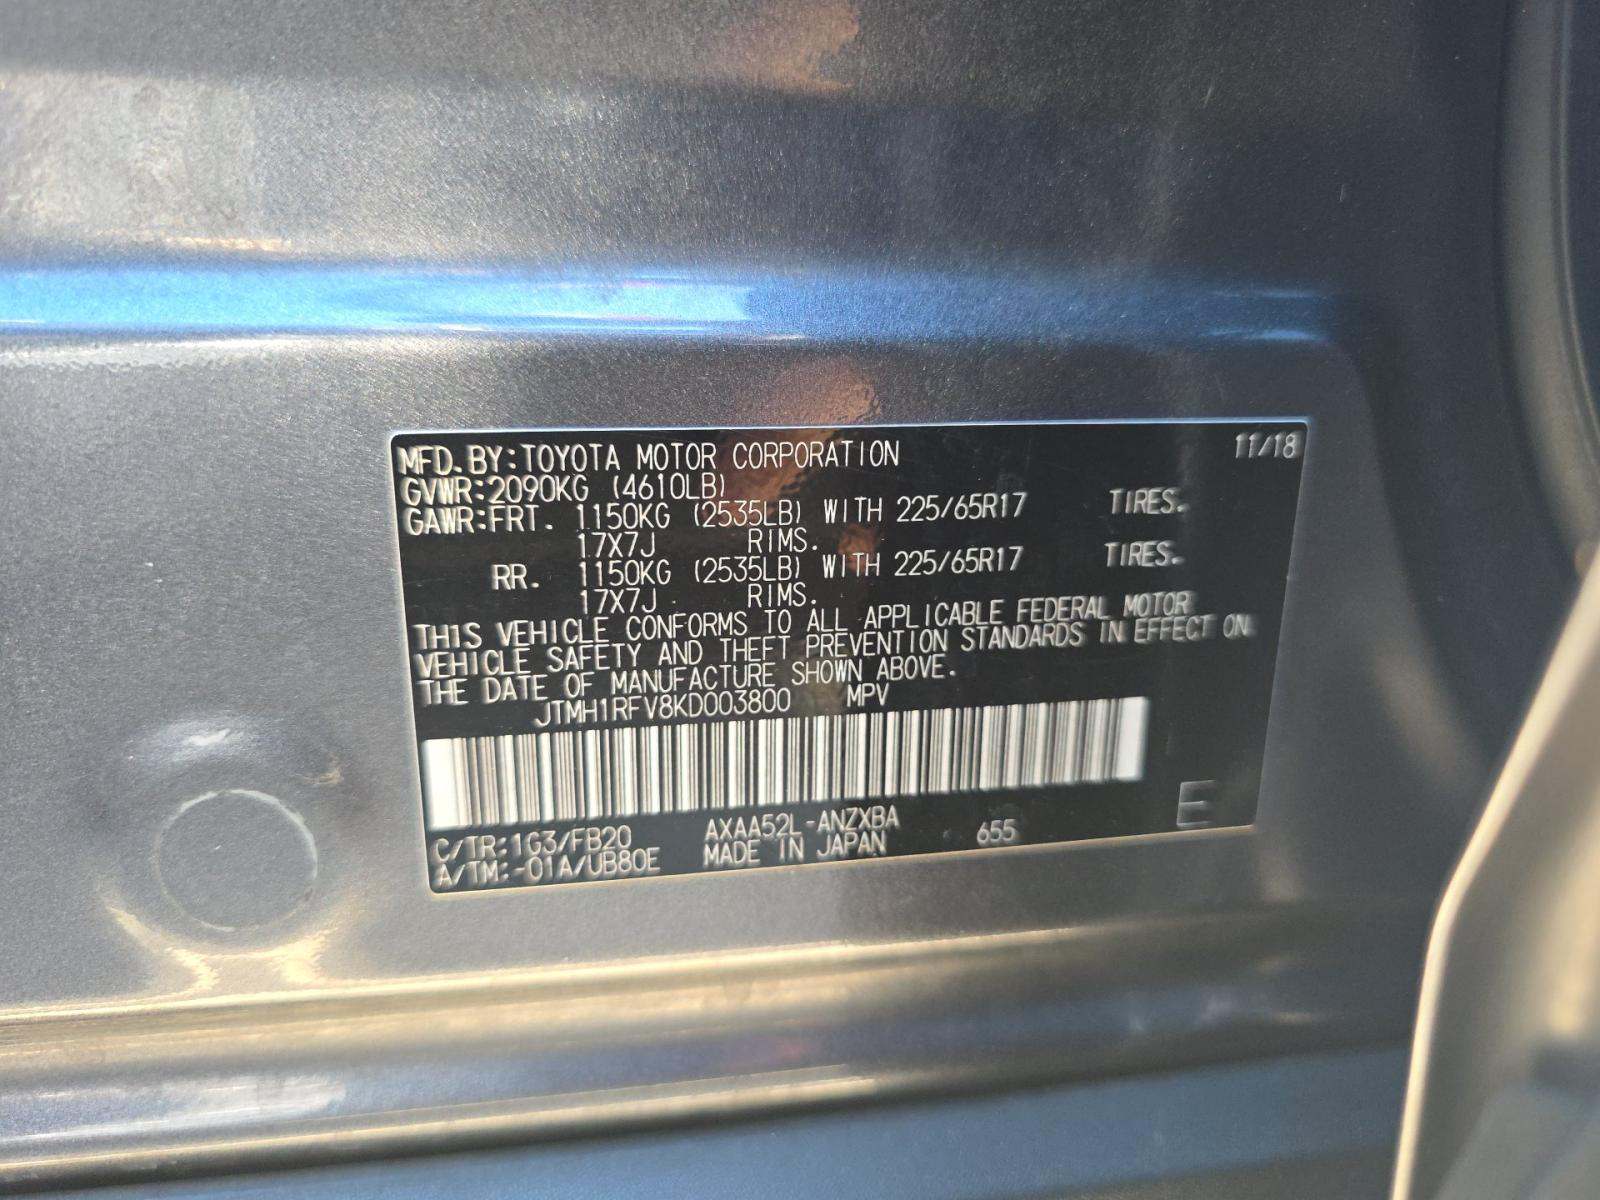 MFD.BY:TOYOTA MOTOR CORPORATION 11/18
GVWR:2090KG (4610LB)
GAWR:FRT. 1150KG (2535LB) WITH 225/65R17 TIRES.
17X7J RIMS.
RR. 1150KG (2535LB) WITH 225/65R17 TIRES.
17X7J RIMS.
THIS VEHICLE CONFORMS TO ALL APPLICABLE FEDERAL MOTOR
VEHICLE SAFETY AND THEFT PREVENTION STANDARDS IN EFFECT ON
THE DATE OF MANUFACTURE SHOWN ABOVE.
JTMH1RFV8KD003800 MPV
C/TR:1G3/FB20 AXAA52L-ANZXBA 655 E
A/TM:-01A/UB80E MADE IN JAPAN